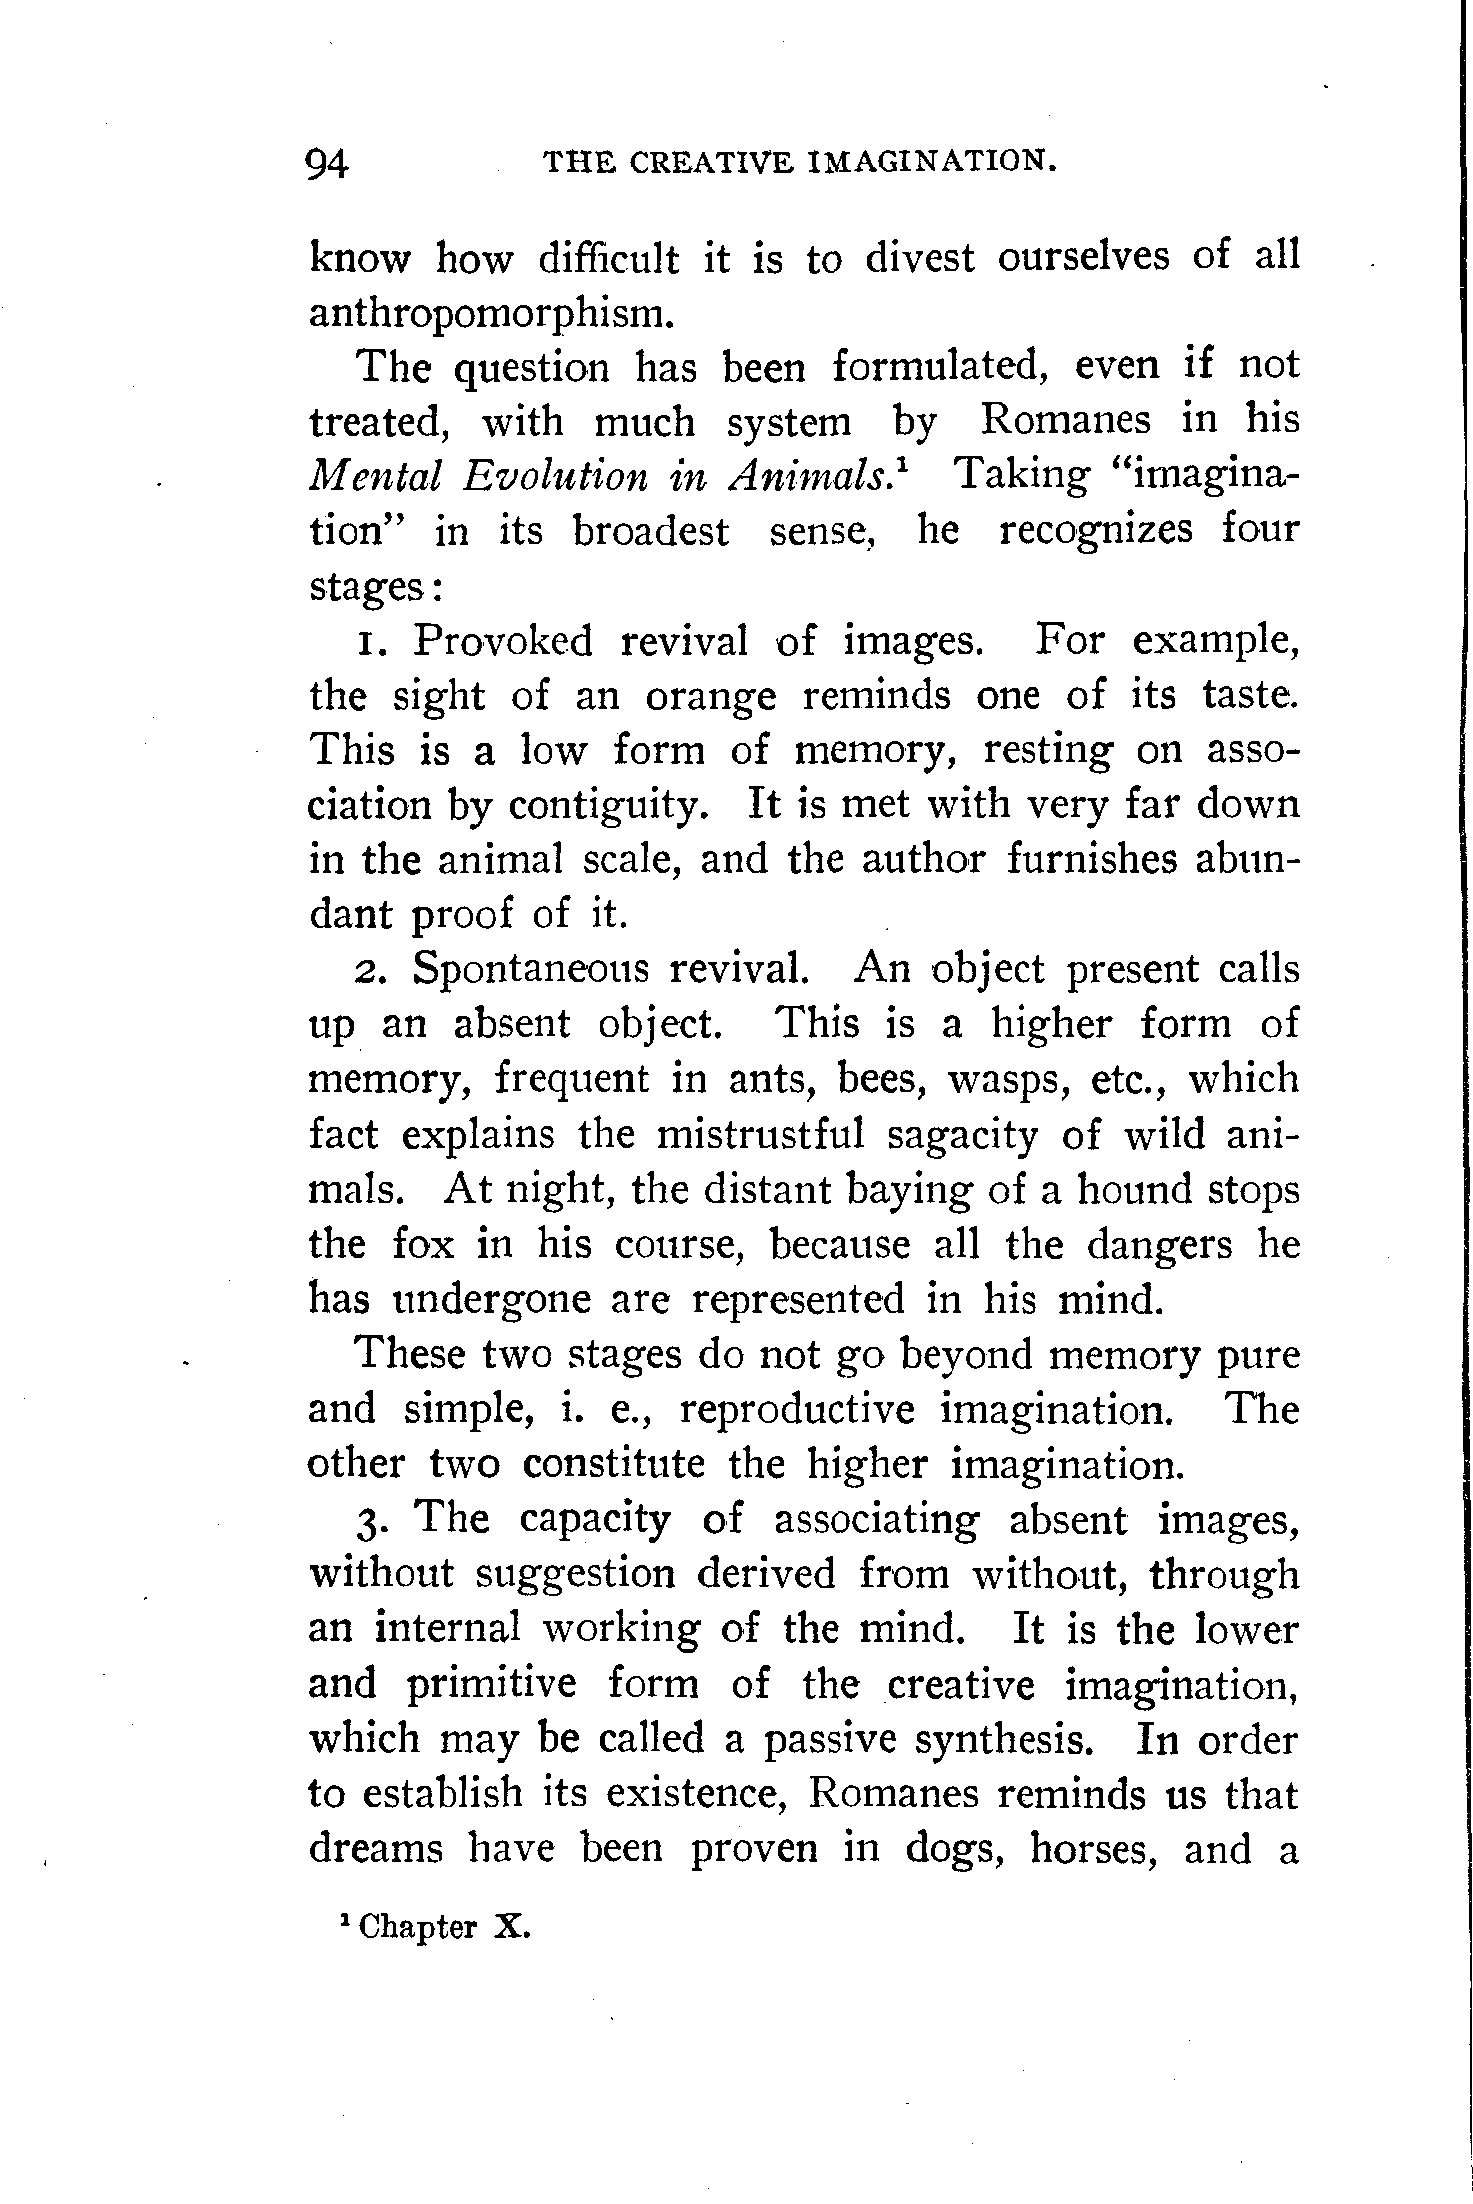 94 THE CREATIVE IMAGINATION.
know how difficult it is to divest ourselves of all
anthropomorphism.
The question has been formulated, even if not
treated, with much system by Romanes in his
Mental Evolution in Animals.¹ Taking “imagina-
tion” in its broadest sense, he recognizes four
stages:
1. Provoked revival of images. For example,
the sight of an orange reminds one of its taste.
This is a low form of memory, resting on asso-
ciation by contiguity. It is met with very far down
in the animal scale, and the author furnishes abun-
dant proof of it.
2. Spontaneous revival. An object present calls
up an absent object. This is a higher form of
memory, frequent in ants, bees, wasps, etc., which
fact explains the mistrustful sagacity of wild ani-
mals. At night, the distant baying of a hound stops
the fox in his course, because all the dangers he
has undergone are represented in his mind.
These two stages do not go beyond memory pure
and simple, i. e., reproductive imagination. The
other two constitute the higher imagination.
3. The capacity of associating absent images,
without suggestion derived from without, through
an internal working of the mind. It is the lower
and primitive form of the creative imagination,
which may be called a passive synthesis. In order
to establish its existence, Romanes reminds us that
dreams have been proven in dogs, horses, and a
¹ Chapter X.